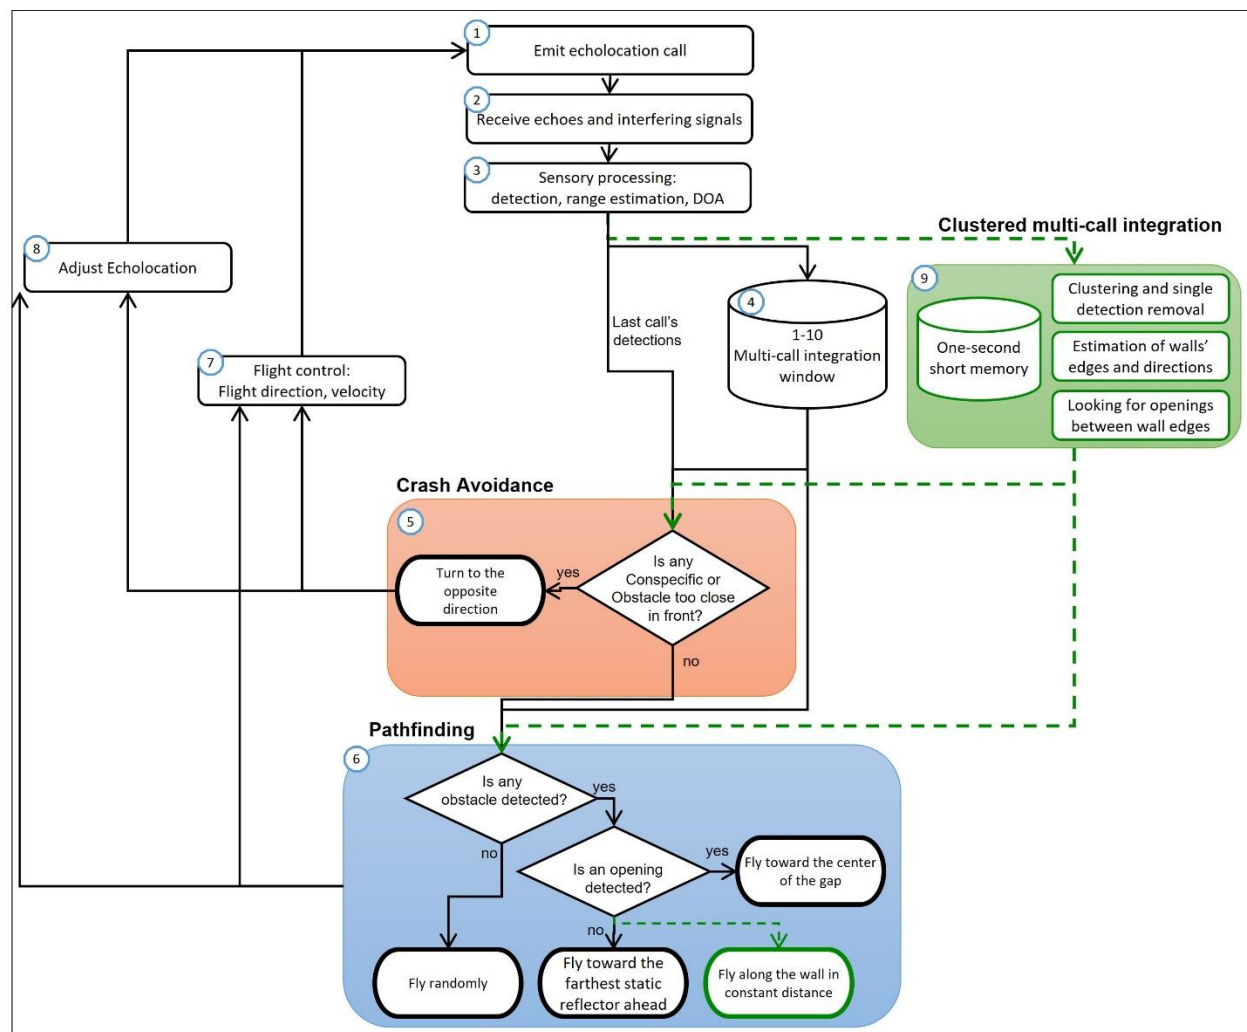 1
Emit echolocation call
2
Receive echoes and interfering signals
3
Sensory processing:
detection, range estimation, DOA
Clustered multi-call integration
8
Adjust Echolocation
9
Clustering and single
detection removal
One-second
short memory
Estimation of walls'
edges and directions
Looking for openings
between wall edges
4
1-10
Multi-call integration
window
Last call's
detections
7
Flight control:
Flight direction, velocity
Crash Avoidance
5
Is any
Conspecific or
Obstacle too close
in front?
yes
Turn to the
opposite
direction
no
Pathfinding
6
Is any
obstacle detected?
yes
no
Is an opening
detected?
yes
Fly toward the center
of the gap
no
Fly randomly
Fly toward the
farthest static
reflector ahead
Fly along the wall in
constant distance